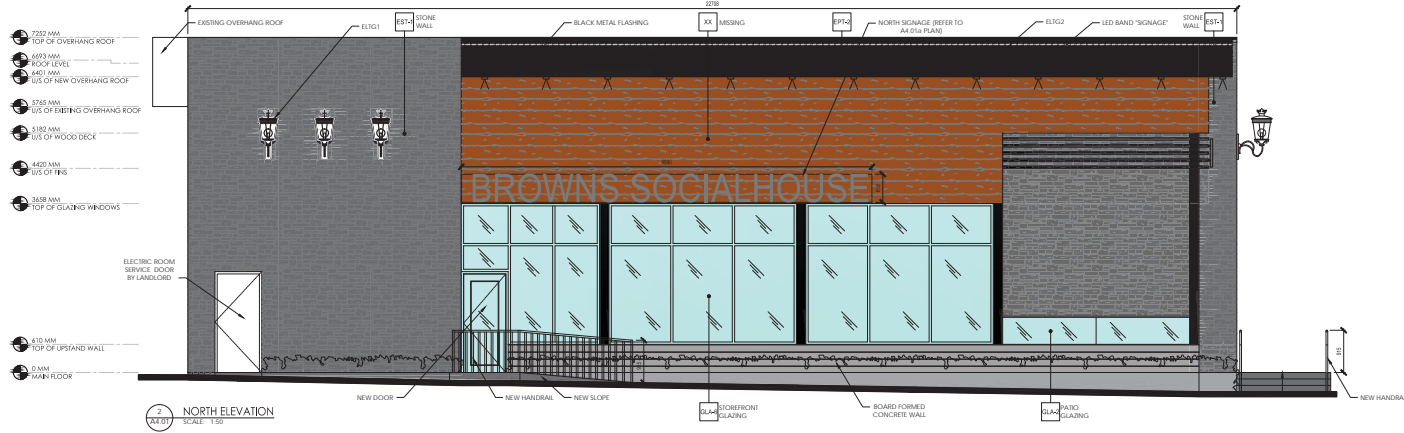 22708
EXISTING OVERHANG ROOF
ELTG1
EST-1
STONE
WALL
BLACK METAL FLASHING
XX
MISSING
EPT-2
NORTH SIGNAGE (REFER TO
A4.01a PLAN)
ELTG2
LED BAND "SIGNAGE"
STONE
WALL
EST-1
7252 MM
TOP OF OVERHANG ROOF
6693 MM
ROOF LEVEL
6401 MM
U/S OF NEW OVERHANG ROOF
5765 MM
U/S OF EXISTING OVERHANG ROOF
5182 MM
U/S OF WOOD DECK
4420 MM
U/S OF FINS
3658 MM
TOP OF GLAZING WINDOWS
BROWNS SOCIALHOUSE
ELECTRIC ROOM
SERVICE DOOR
BY LANDLORD
610 MM
TOP OF UPSTAND WALL
0 MM
MAIN FLOOR
915
NEW DOOR
NEW HANDRAIL
NEW SLOPE
GLA-6
STOREFRONT
GLAZING
BOARD FORMED
CONCRETE WALL
GLA-2
PATIO
GLAZING
NEW HANDRA
2
A4.01
NORTH ELEVATION
SCALE: 1:50